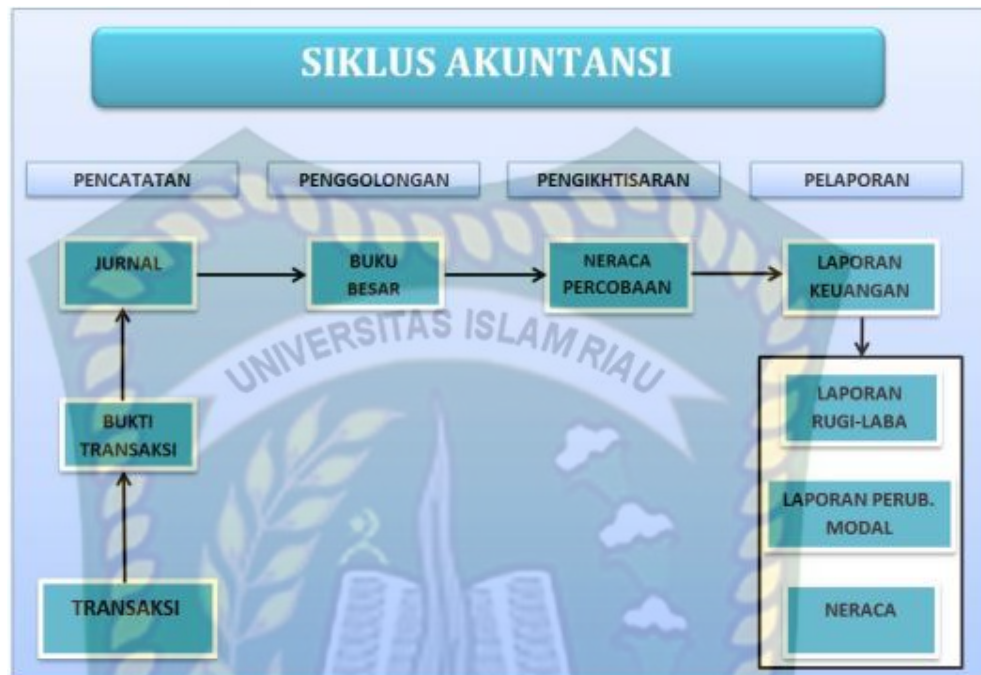 SIKLUS AKUNTANSI
PENCATATAN
PENGGOLONGAN
PENGIKHTISARAN
PELAPORAN
JURNAL
BUKU
BESAR
NERACA
PERCOBAAN
LAPORAN
KEUANGAN
UNIVERSITAS ISLAM RIAU
BUKTI
TRANSAKSI
LAPORAN
RUGI-LABA
LAPORAN PERUB.
MODAL
TRANSAKSI
NERACA